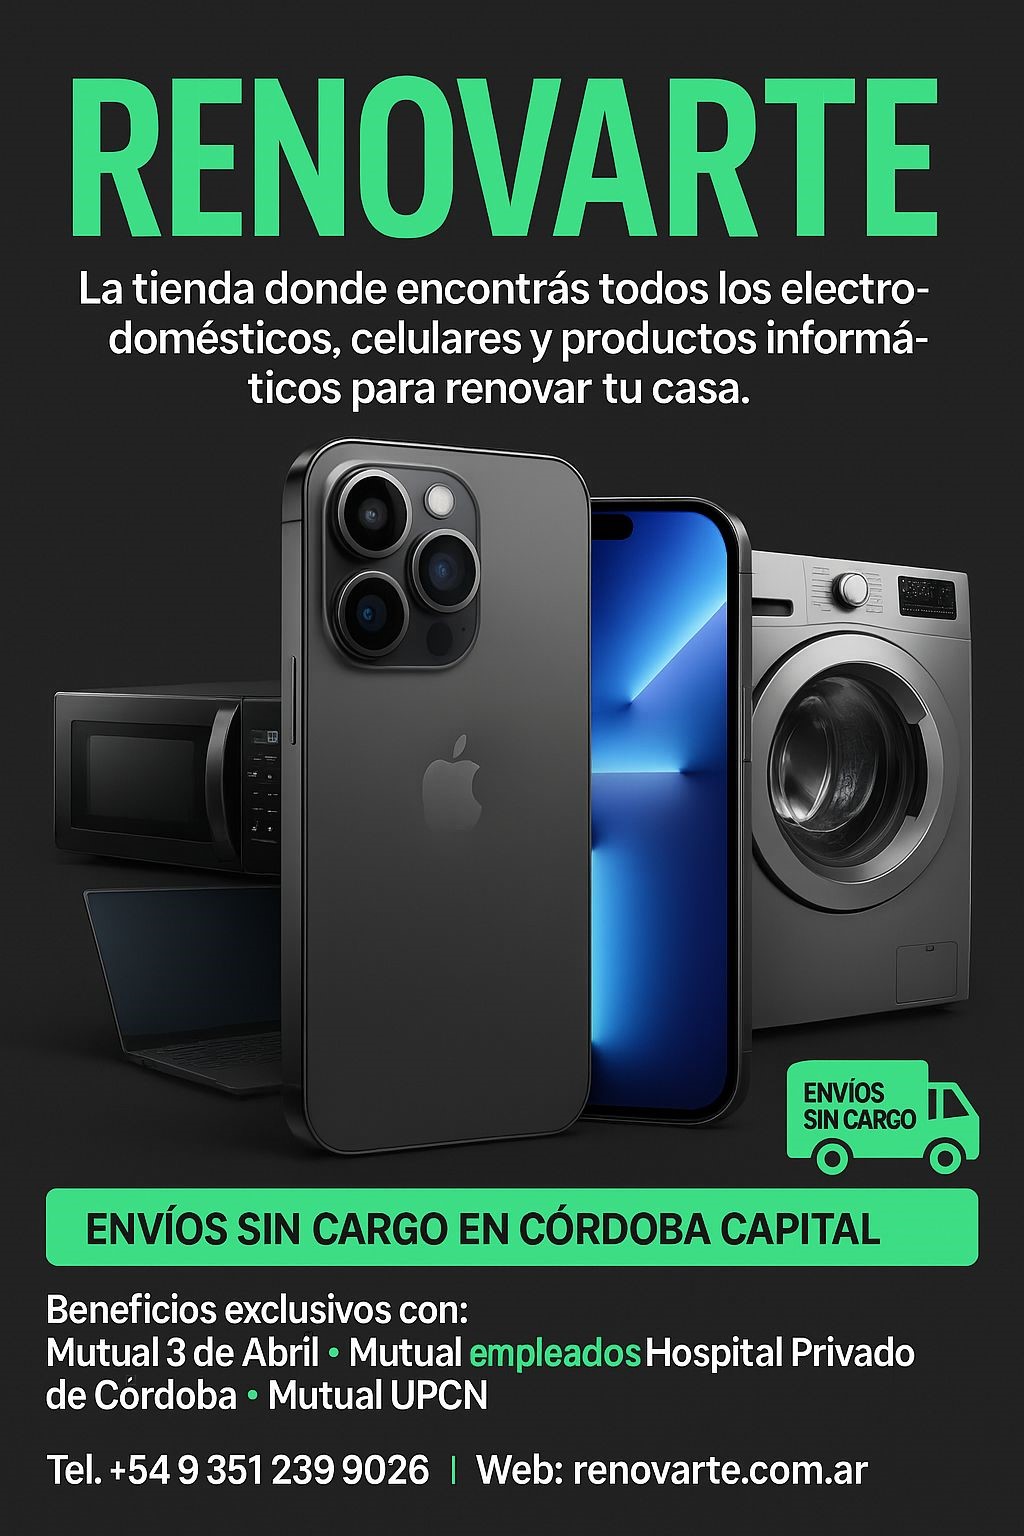 RENOVARTE
La tienda donde encontrás todos los electro-
domésticos, celulares y productos informá-
ticos para renovar tu casa.
ENVÍOS
SIN CARGO
ENVÍOS SIN CARGO EN CÓRDOBA CAPITAL
Beneficios exclusivos con:
Mutual 3 de Abríl • Mutual empleados Hospital Privado
de Córdoba • Mutual UPCN
Tel. +54 9 351 239 9026 | Web: renovarte.com.ar